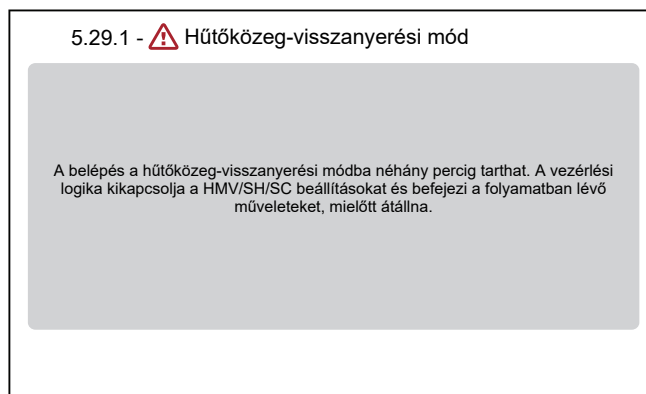 5.29.1 - Hűtőközeg-visszanyerési mód
A belépés a hűtőközeg-visszanyerési módba néhány percig tarthat. A vezérlési
logika kikapcsolja a HMV/SH/SC beállításokat és befejezi a folyamatban lévő
műveleteket, mielőtt átállna.